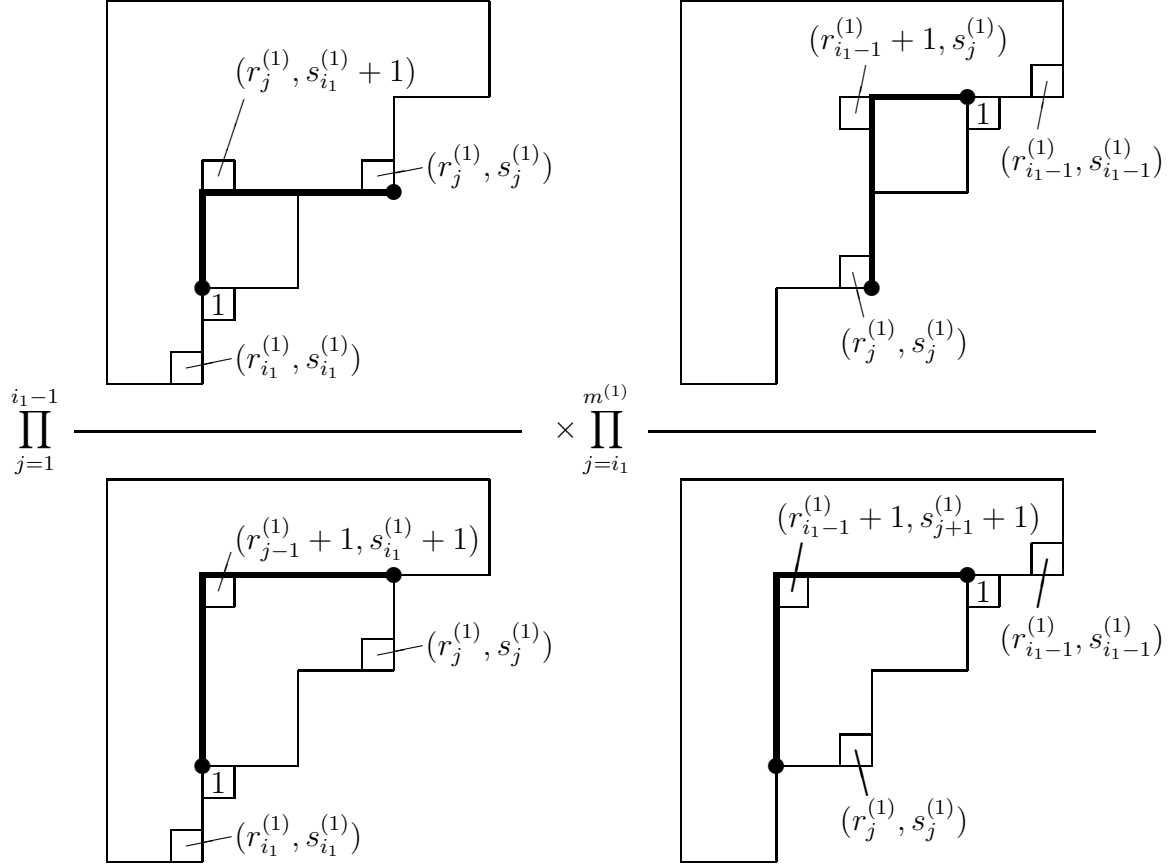 $(r_j^{(1)}, s_{i_1}^{(1)} + 1)$
$(r_j^{(1)}, s_j^{(1)})$
1
$(r_{i_1}^{(1)}, s_{i_1}^{(1)})$
$(r_{i_1-1}^{(1)} + 1, s_j^{(1)})$
1
$(r_{i_1-1}^{(1)}, s_{i_1-1}^{(1)})$
$(r_j^{(1)}, s_j^{(1)})$
$\prod_{j=1}^{i_1-1}$
$\times \prod_{j=i_1}^{m^{(1)}}$
$(r_{j-1}^{(1)} + 1, s_{i_1}^{(1)} + 1)$
$(r_j^{(1)}, s_j^{(1)})$
1
$(r_{i_1}^{(1)}, s_{i_1}^{(1)})$
$(r_{i_1-1}^{(1)} + 1, s_{j+1}^{(1)} + 1)$
1
$(r_{i_1-1}^{(1)}, s_{i_1-1}^{(1)})$
$(r_j^{(1)}, s_j^{(1)})$